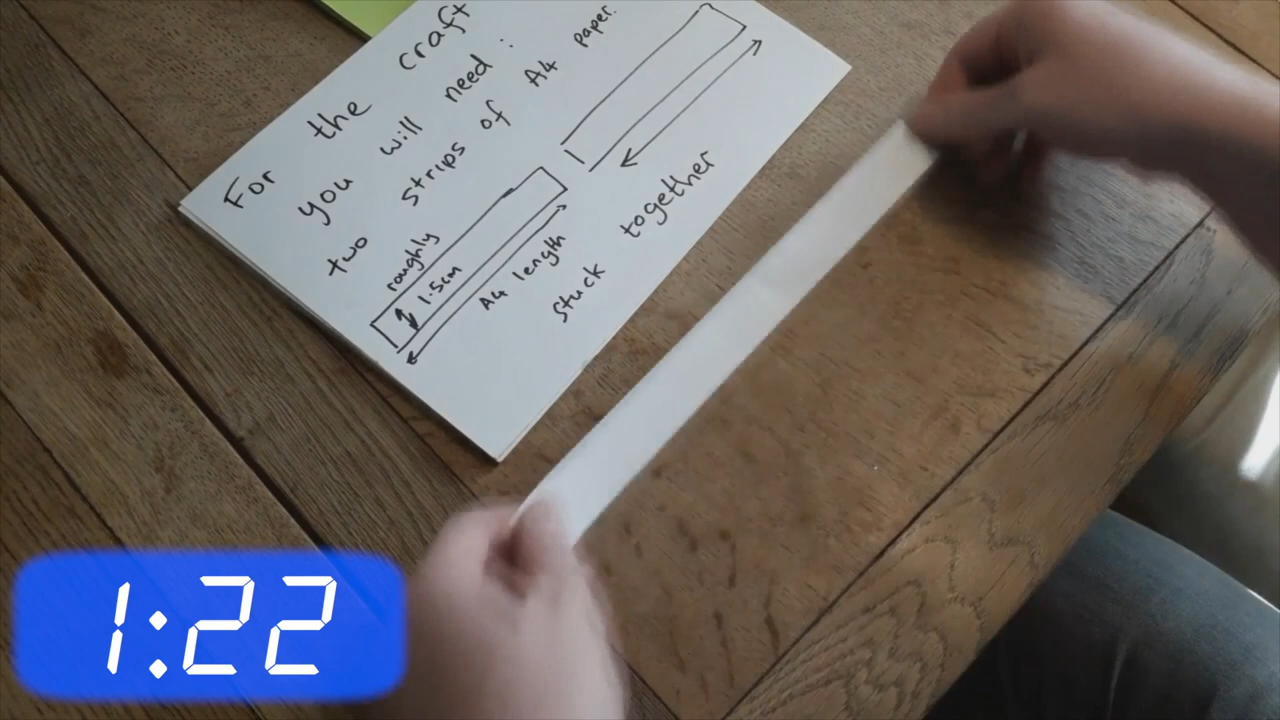 For the craft
you will need:
two strips of A4 paper.
roughly
1.5cm
A4 length
stuck together
1:22